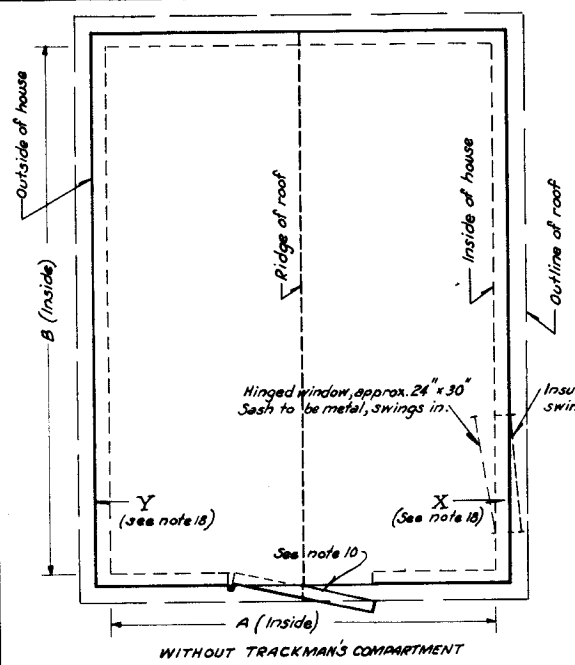 Outside of house
B (Inside)
Ridge of roof
Inside of house
Outline of roof
Hinged window, approx. 24" x 30"
Sash to be metal, swings in.
Y
(see note 18)
X
(See note 18)
See note 10
A (Inside)
WITHOUT TRACKMAN'S COMPARTMENT